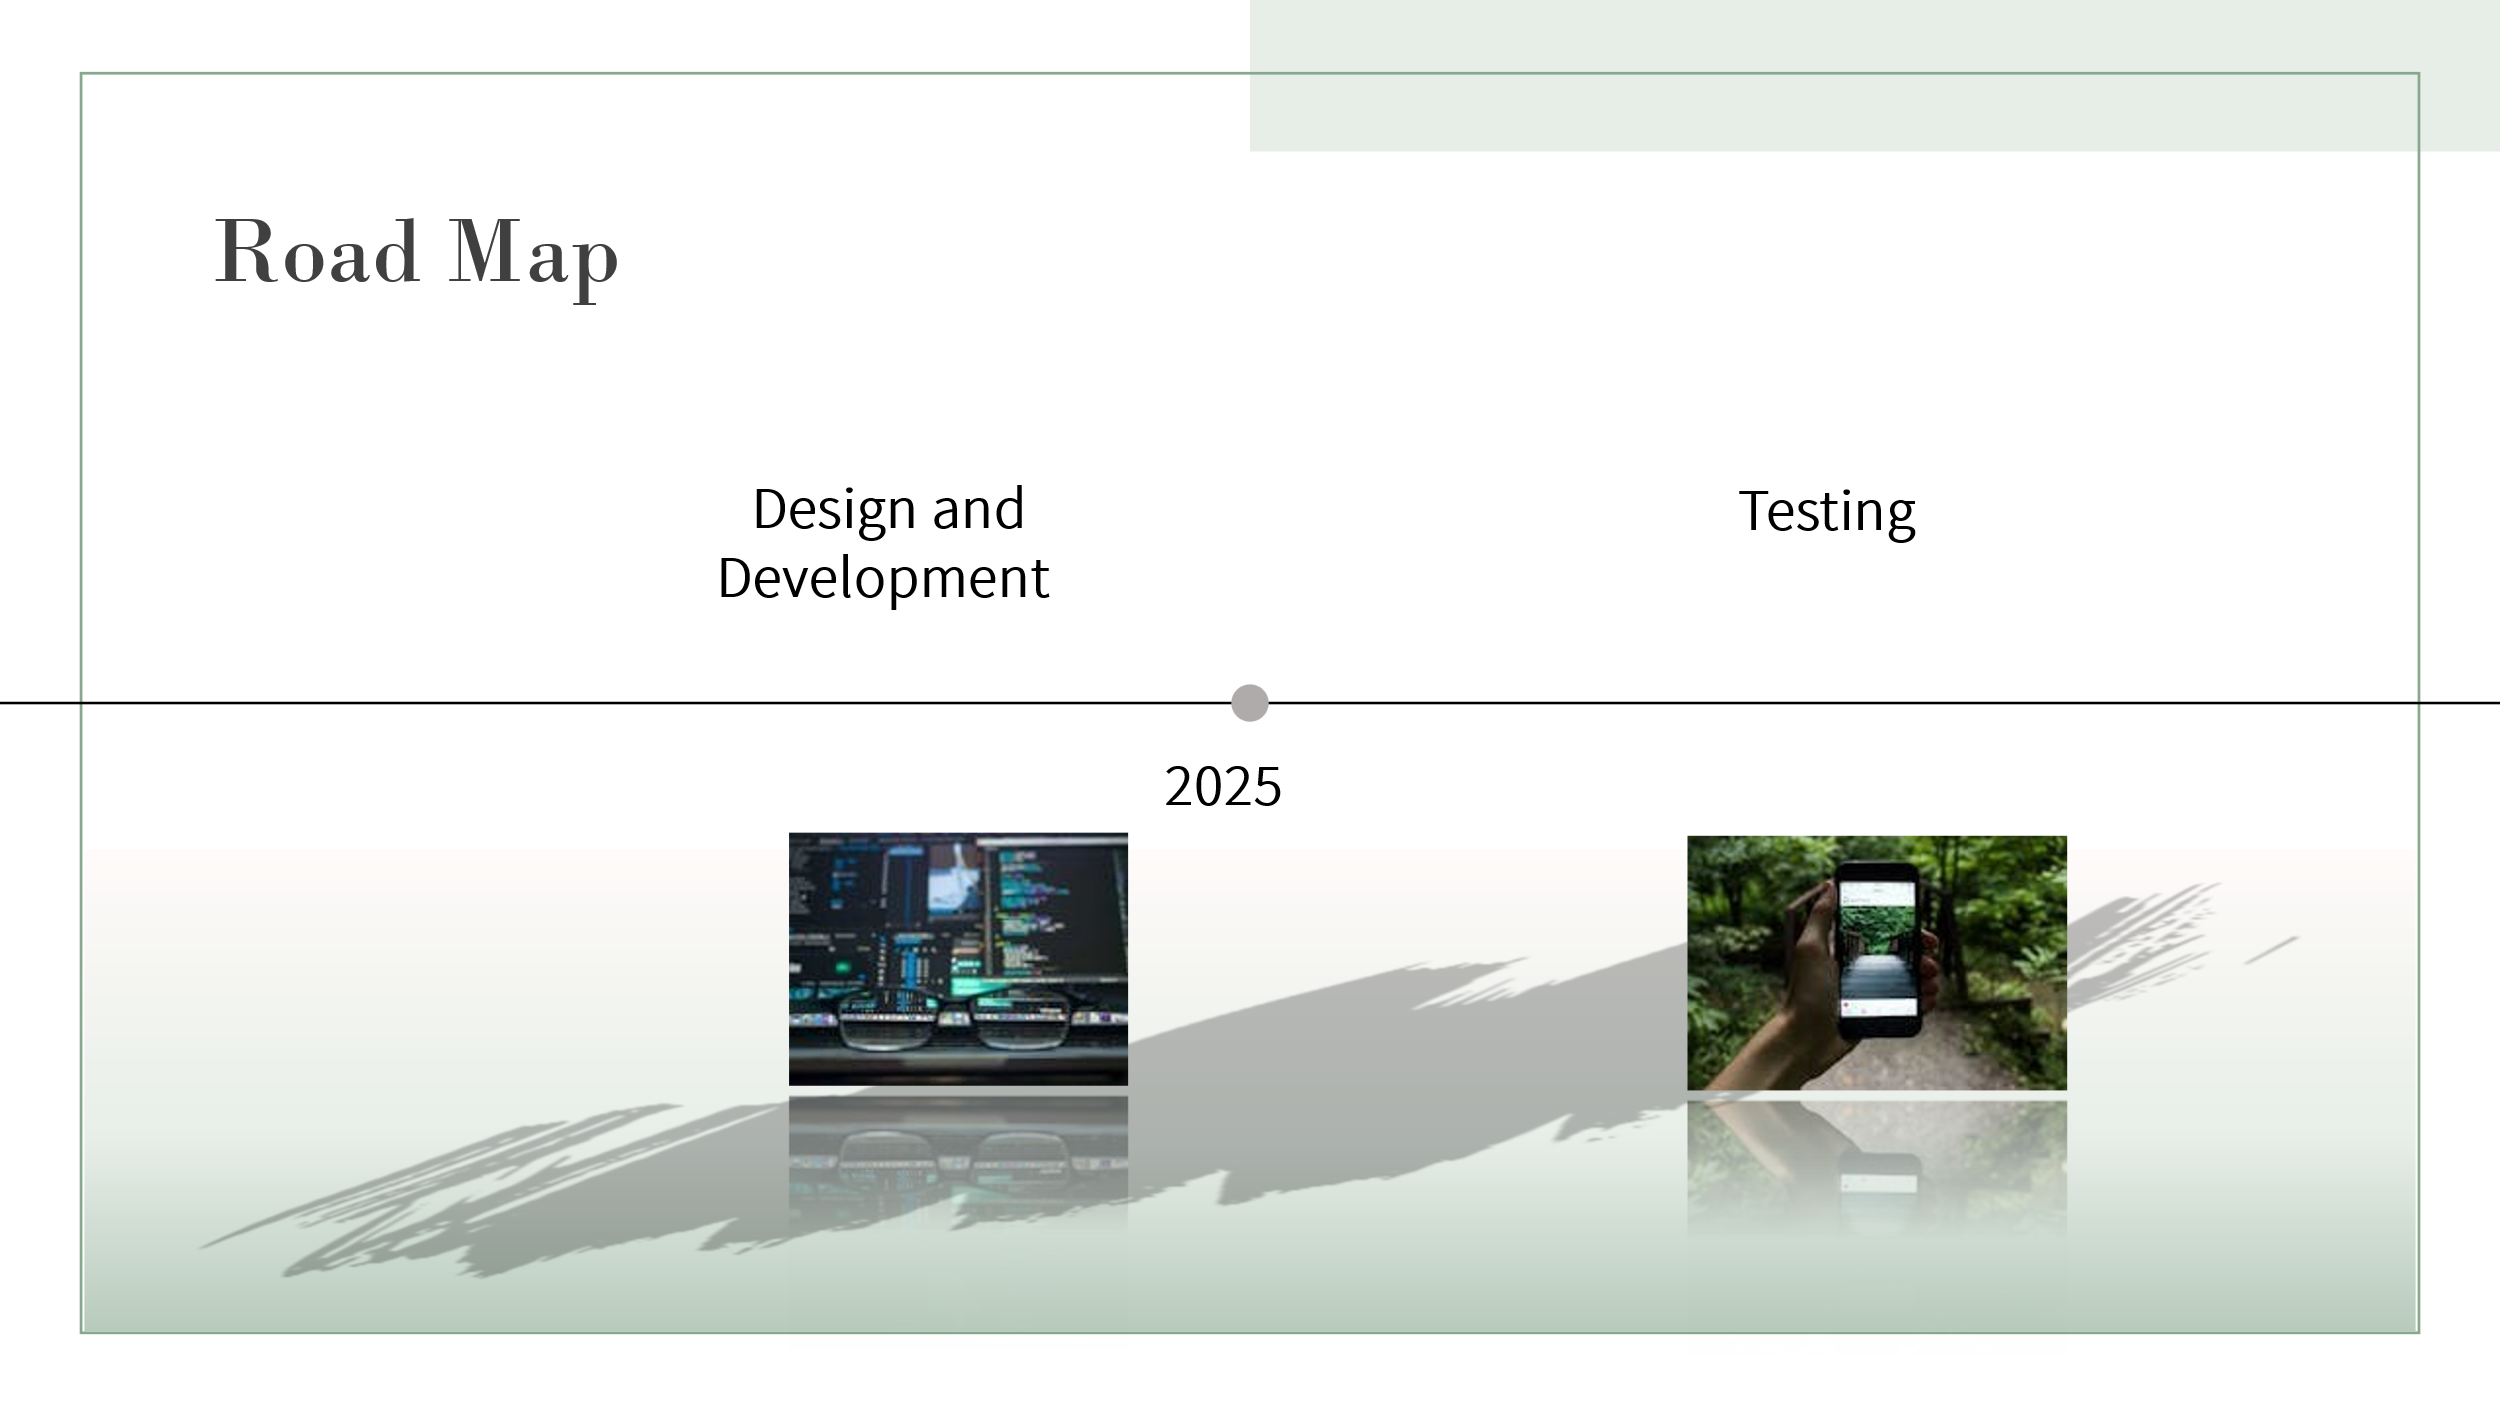 Road Map
Design and
Development
Testing
2025